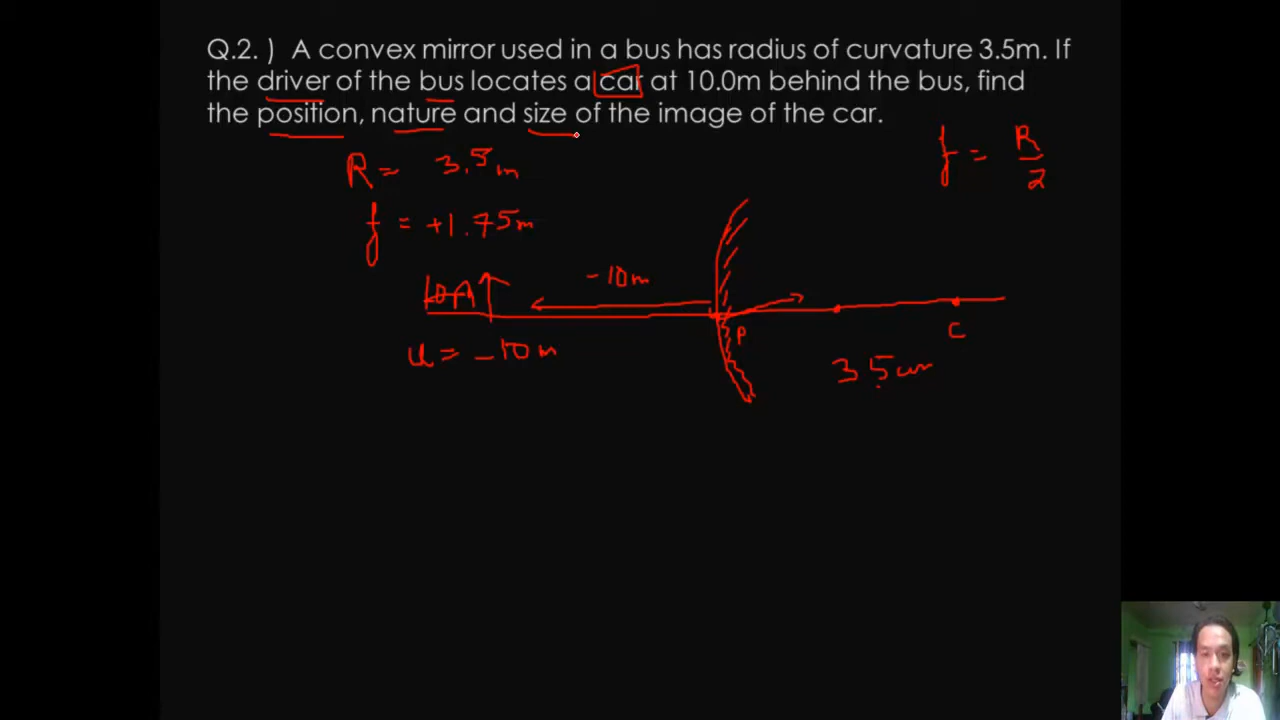 Q.2. ) A convex mirror used in a bus has radius of curvature 3.5m. If
the driver of the bus locates a car at 10.0m behind the bus, find
the position, nature and size of the image of the car.
f = R/2
R = 3.5m
f = +1.75m
-10m
P
C
u = -10m
3.5cm